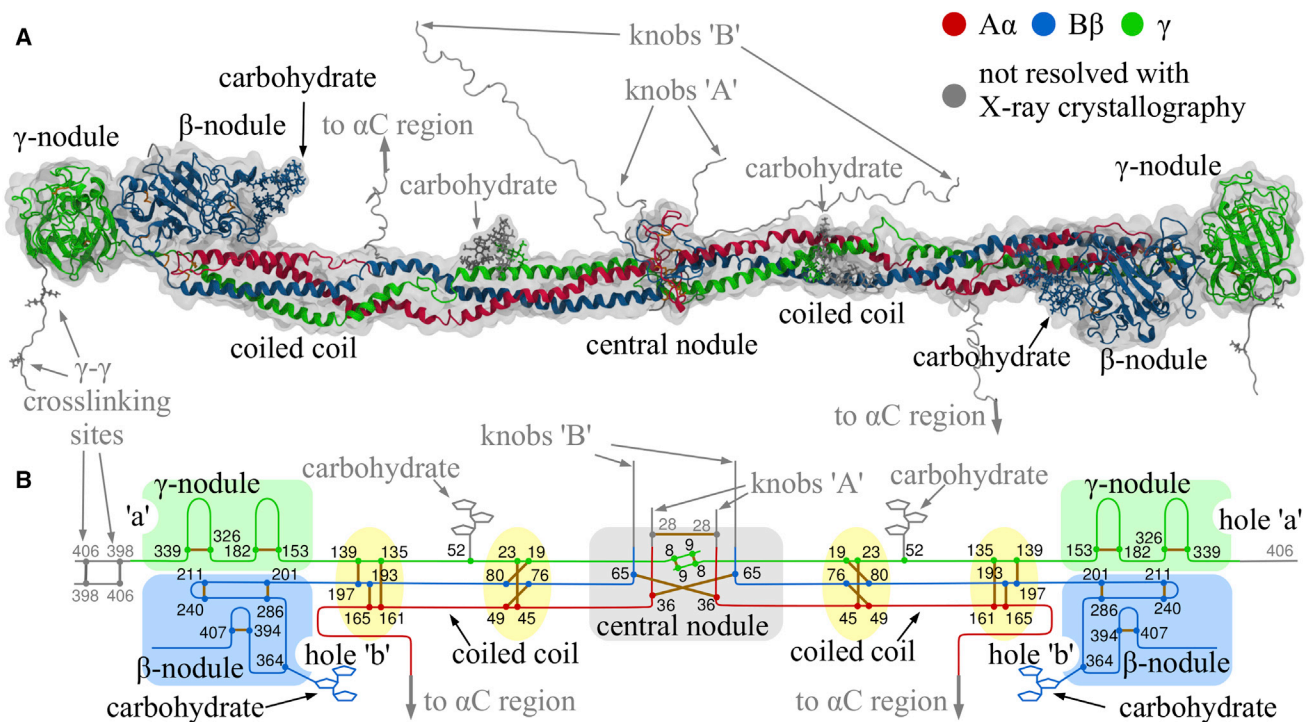 A
knobs 'B'
Aα Bβ γ
not resolved with
X-ray crystallography
carbohydrate
knobs 'A'
γ-nodule
β-nodule
to αC region
carbohydrate
carbohydrate
γ-nodule
coiled coil
central nodule
coiled coil
carbohydrate
β-nodule
γ-γ
crosslinking
sites
to αC region
knobs 'B'
B
carbohydrate
knobs 'A'
carbohydrate
γ-nodule
γ-nodule
'a'
hole 'a'
406 398
339 326 182 153
139 135
52
23 19
28 28
8 9
9 8
19 23
52
135 139
153 182 326 339
406
398 406
211 201
193
197
80 76
65 65
76 80
193
197
201 211
240 286
165 161
49 45
36 36
45 49
161 165
286 240
407 394
central nodule
394 407
364
hole 'b'
coiled coil
coiled coil
hole 'b'
364
β-nodule
β-nodule
carbohydrate
to αC region
to αC region
carbohydrate